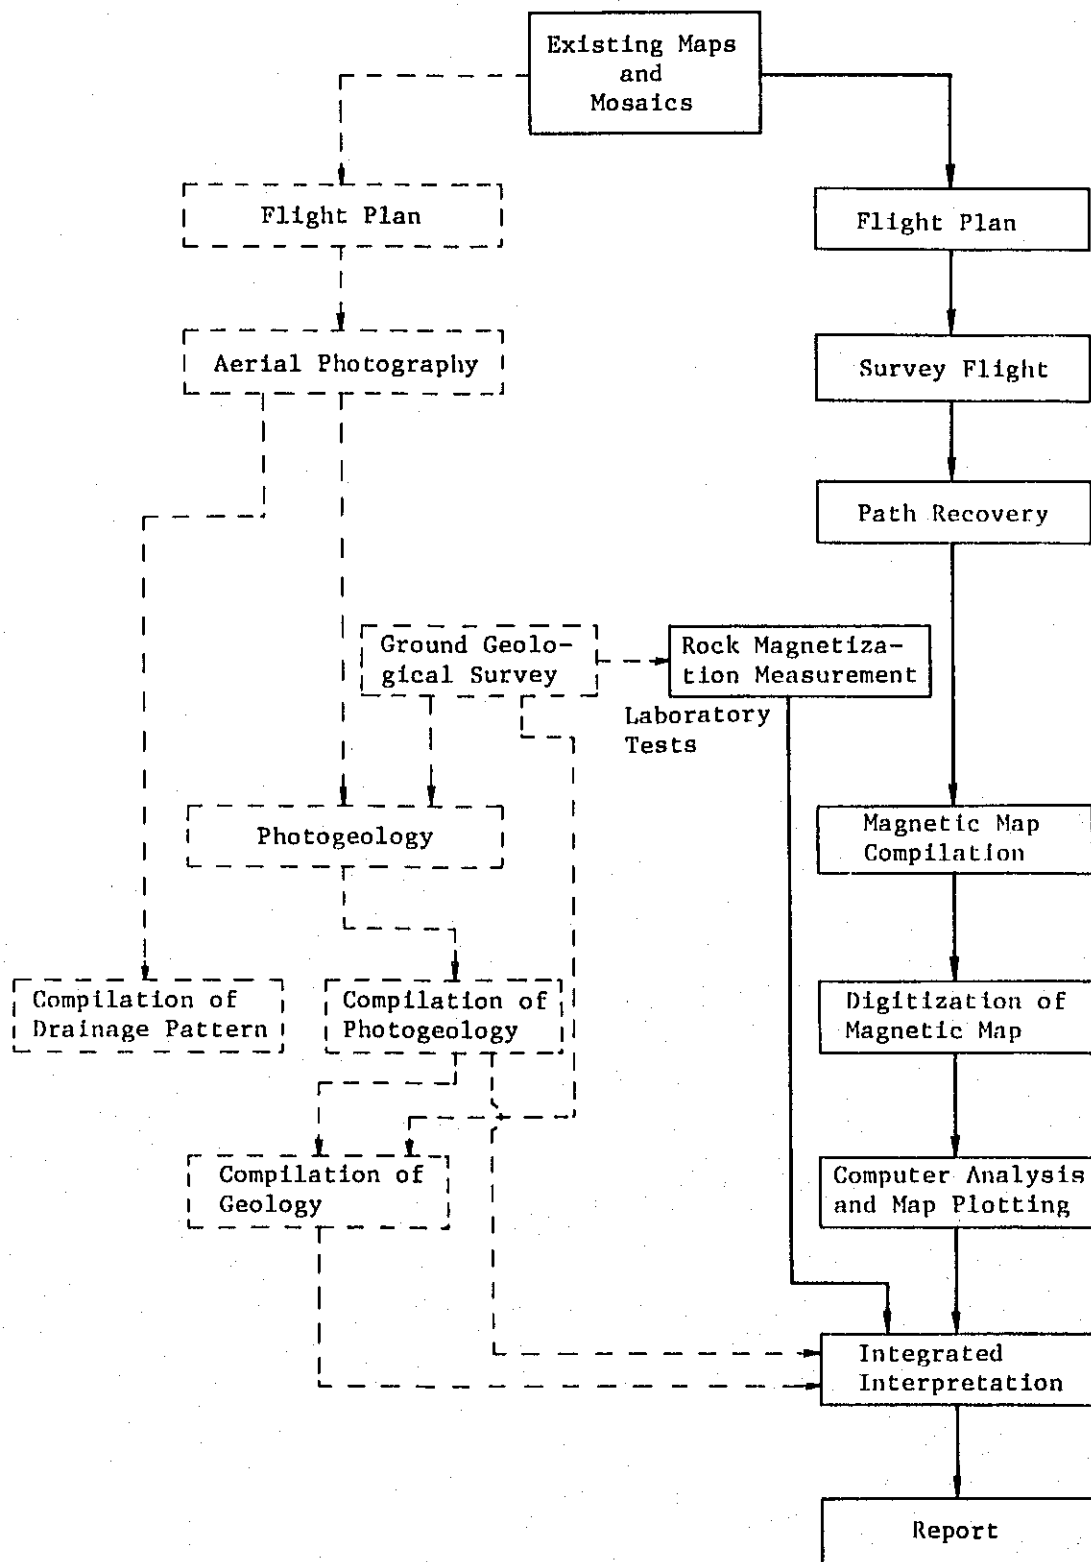 Existing Maps
and
Mosaics
Flight Plan
Flight Plan
Aerial Photography
Survey Flight
Path Recovery
Ground Geolo-
gical Survey
Rock Magnetiza-
tion Measurement
Laboratory
Tests
Photogeology
Magnetic Map
Compilation
Compilation of
Drainage Pattern
Compilation of
Photogeology
Digitization of
Magnetic Map
Compilation of
Geology
Computer Analysis
and Map Plotting
Integrated
Interpretation
Report